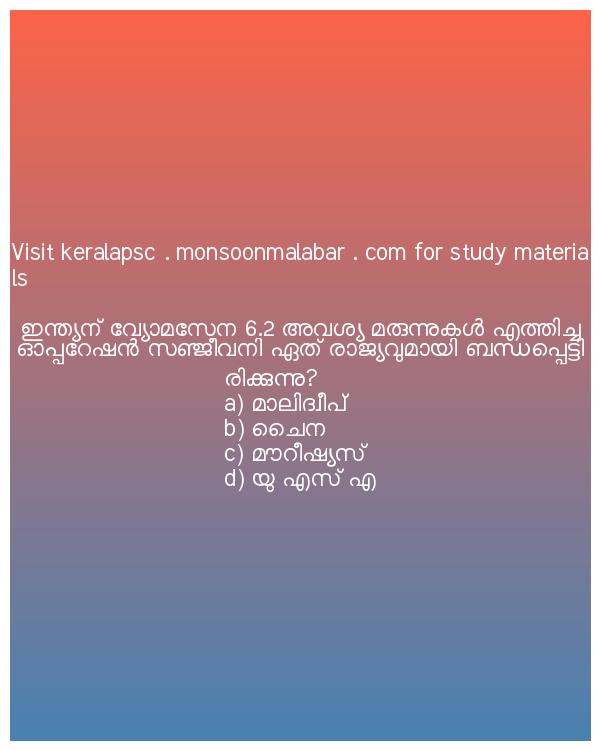 Visit keralapsc . monsoonmalabar . com for study materia
ls
ഇന്ത്യന് വ്യോമസേന 6.2 അവശ്യ മരുന്നുകൾ എത്തിച്ച
ഓപ്പറേഷൻ സഞ്ജീവനി ഏത് രാജ്യവുമായി ബന്ധപ്പെട്ടി
രിക്കുന്നു?
a) മാലിദ്വീപ്
b) ചൈന
c) മൗറീഷ്യസ്
d) യു എസ് എ